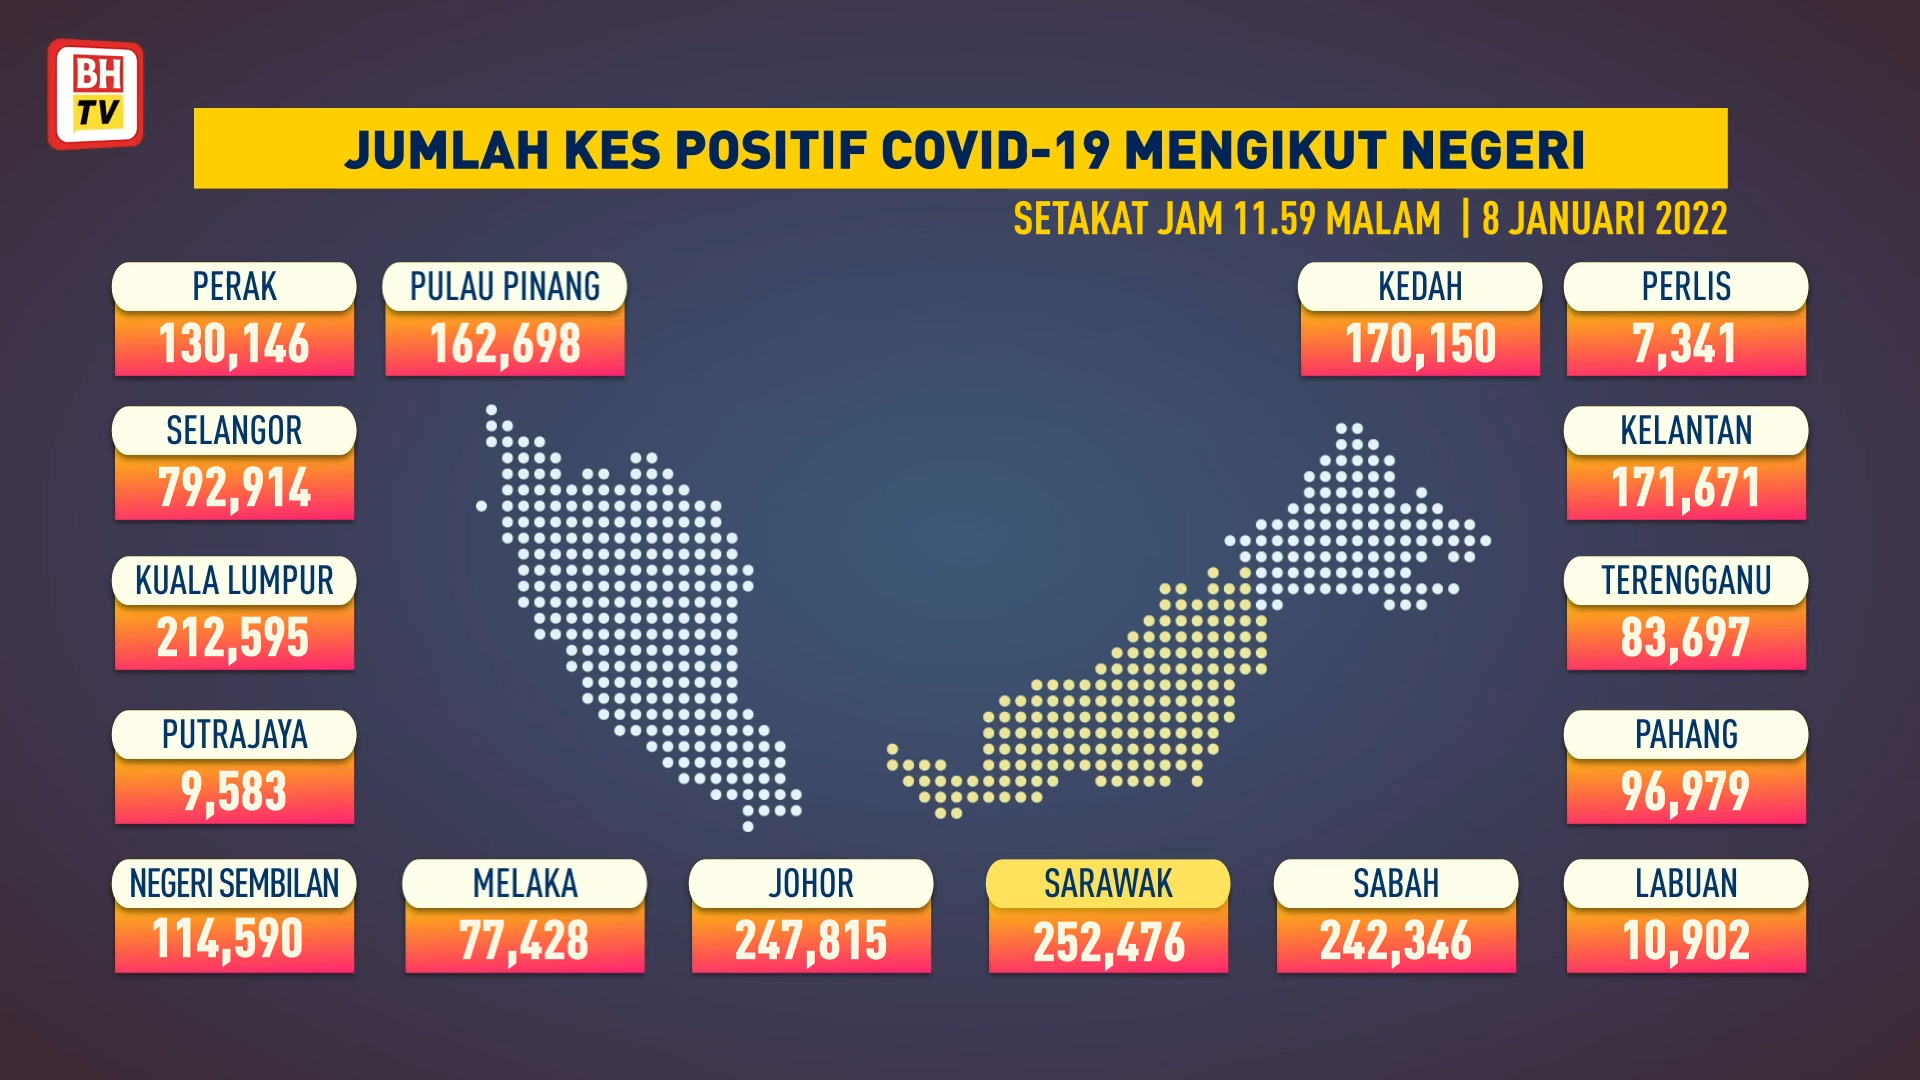 BH
TV
JUMLAH KES POSITIF COVID-19 MENGIKUT NEGERI
SETAKAT JAM 11.59 MALAM | 8 JANUARI 2022
PERAK
130,146
PULAU PINANG
162,698
KEDAH
170,150
PERLIS
7,341
SELANGOR
792,914
KELANTAN
171,671
KUALA LUMPUR
212,595
TERENGGANU
83,697
PUTRAJAYA
9,583
PAHANG
96,979
NEGERI SEMBILAN
114,590
MELAKA
77,428
JOHOR
247,815
SARAWAK
252,476
SABAH
242,346
LABUAN
10,902